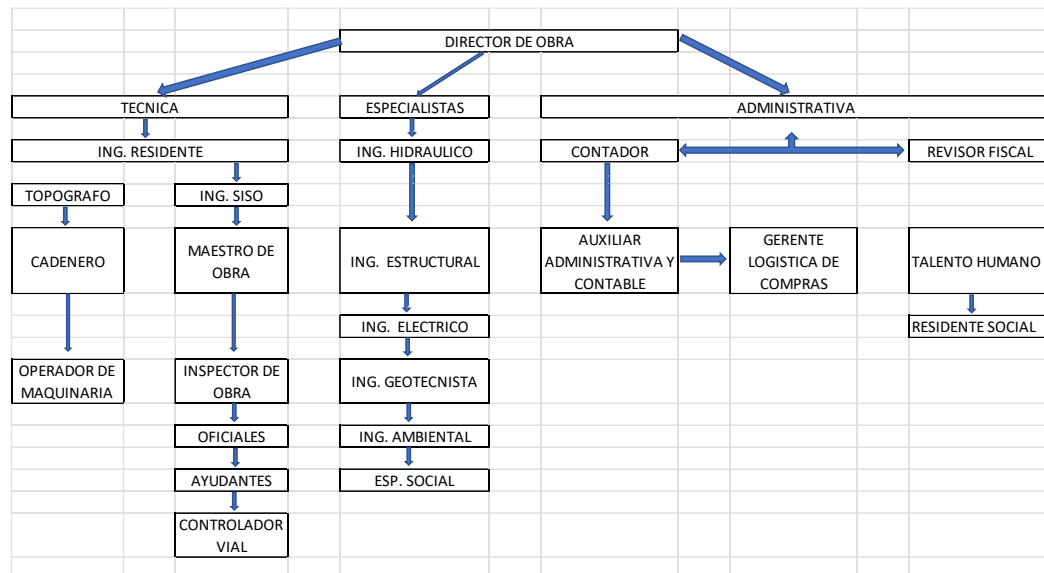 DIRECTOR DE OBRA
TECNICA
ESPECIALISTAS
ADMINISTRATIVA
ING. RESIDENTE
ING. HIDRAULICO
CONTADOR
REVISOR FISCAL
TOPOGRAFO
ING. SISO
CADENERO
MAESTRO DE
OBRA
ING. ESTRUCTURAL
AUXILIAR
ADMINISTRATIVA Y
CONTABLE
GERENTE
LOGISTICA DE
COMPRAS
TALENTO HUMANO
ING. ELECTRICO
RESIDENTE SOCIAL
OPERADOR DE
MAQUINARIA
INSPECTOR DE
OBRA
ING. GEOTECNISTA
OFICIALES
ING. AMBIENTAL
AYUDANTES
ESP. SOCIAL
CONTROLADOR
VIAL